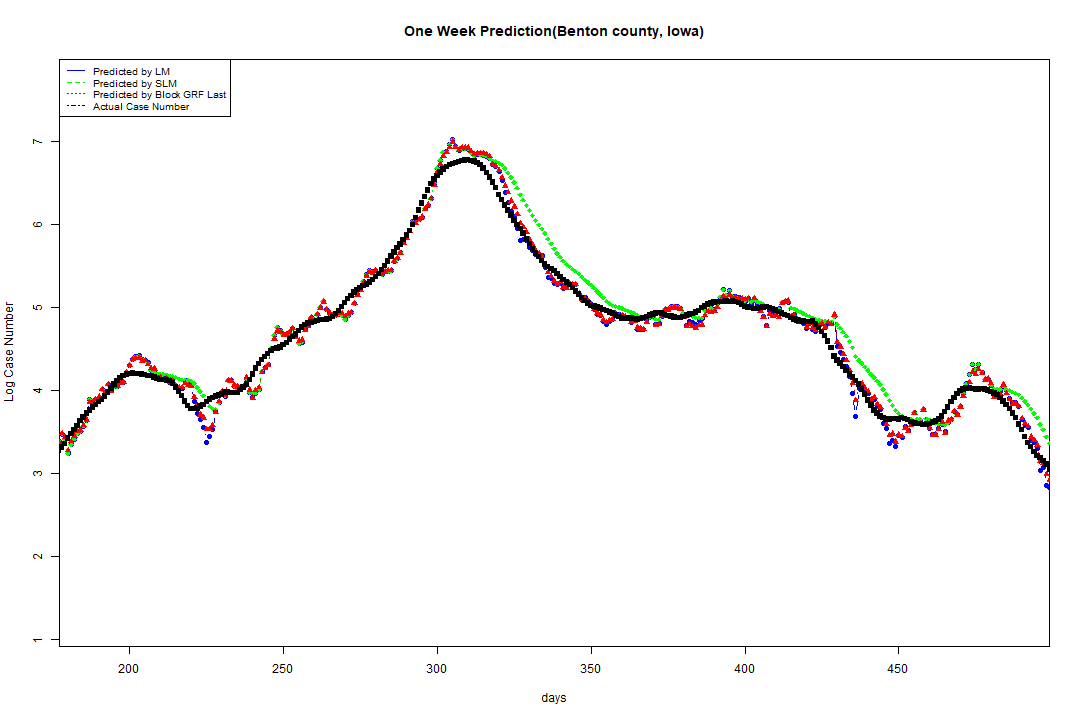 One Week Prediction(Benton county, Iowa)
Predicted by LM
Predicted by SLM
Predicted by Block GRF Last
Actual Case Number
Log Case Number
7
6
5
4
3
2
1
200 250 300 350 400 450
days